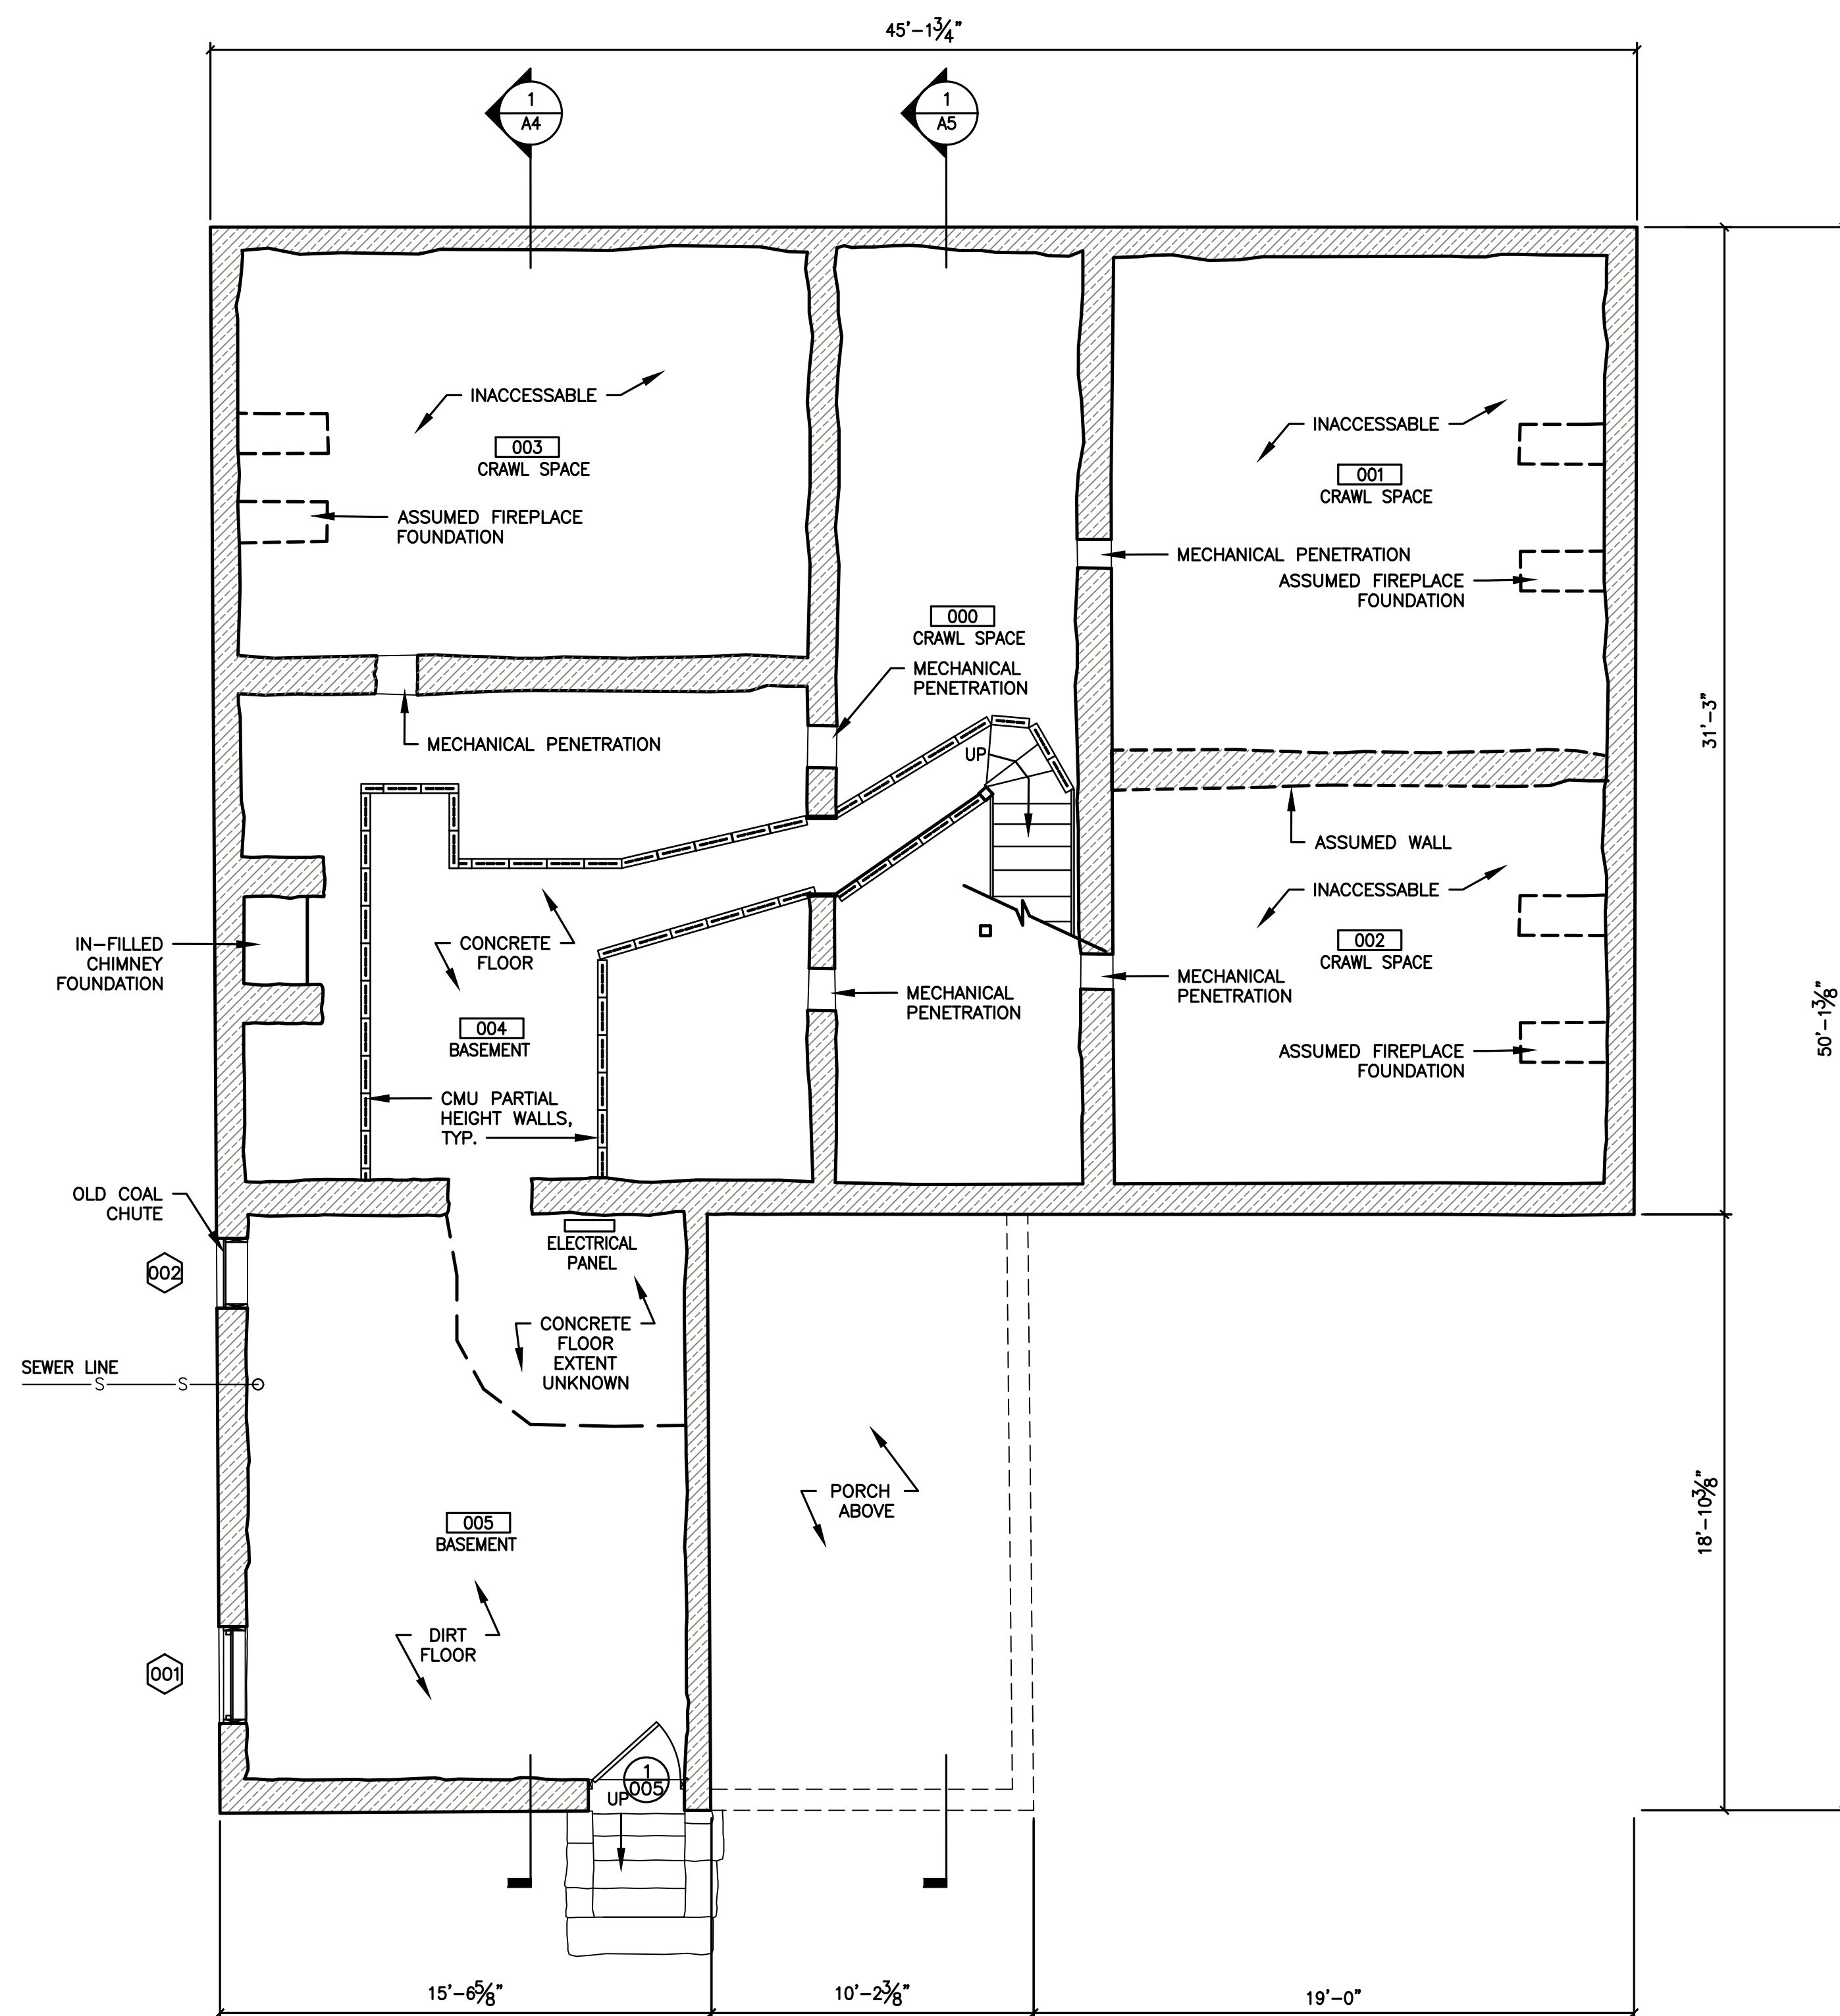 45'-1¾"
1
A4
1
A5
INACCESSABLE
003
CRAWL SPACE
ASSUMED FIREPLACE
FOUNDATION
INACCESSABLE
001
CRAWL SPACE
MECHANICAL PENETRATION
ASSUMED FIREPLACE
FOUNDATION
000
CRAWL SPACE
MECHANICAL
PENETRATION
MECHANICAL PENETRATION
UP
31'-3"
ASSUMED WALL
INACCESSABLE
002
CRAWL SPACE
IN-FILLED
CHIMNEY
FOUNDATION
CONCRETE
FLOOR
MECHANICAL
PENETRATION
MECHANICAL
PENETRATION
50'-1⅜"
004
BASEMENT
ASSUMED FIREPLACE
FOUNDATION
CMU PARTIAL
HEIGHT WALLS,
TYP.
OLD COAL
CHUTE
002
ELECTRICAL
PANEL
CONCRETE
FLOOR
EXTENT
UNKNOWN
SEWER LINE
S S
PORCH
ABOVE
18'-10⅜"
005
BASEMENT
DIRT
FLOOR
001
1
005
UP
15'-6⅝"
10'-2⅜"
19'-0"